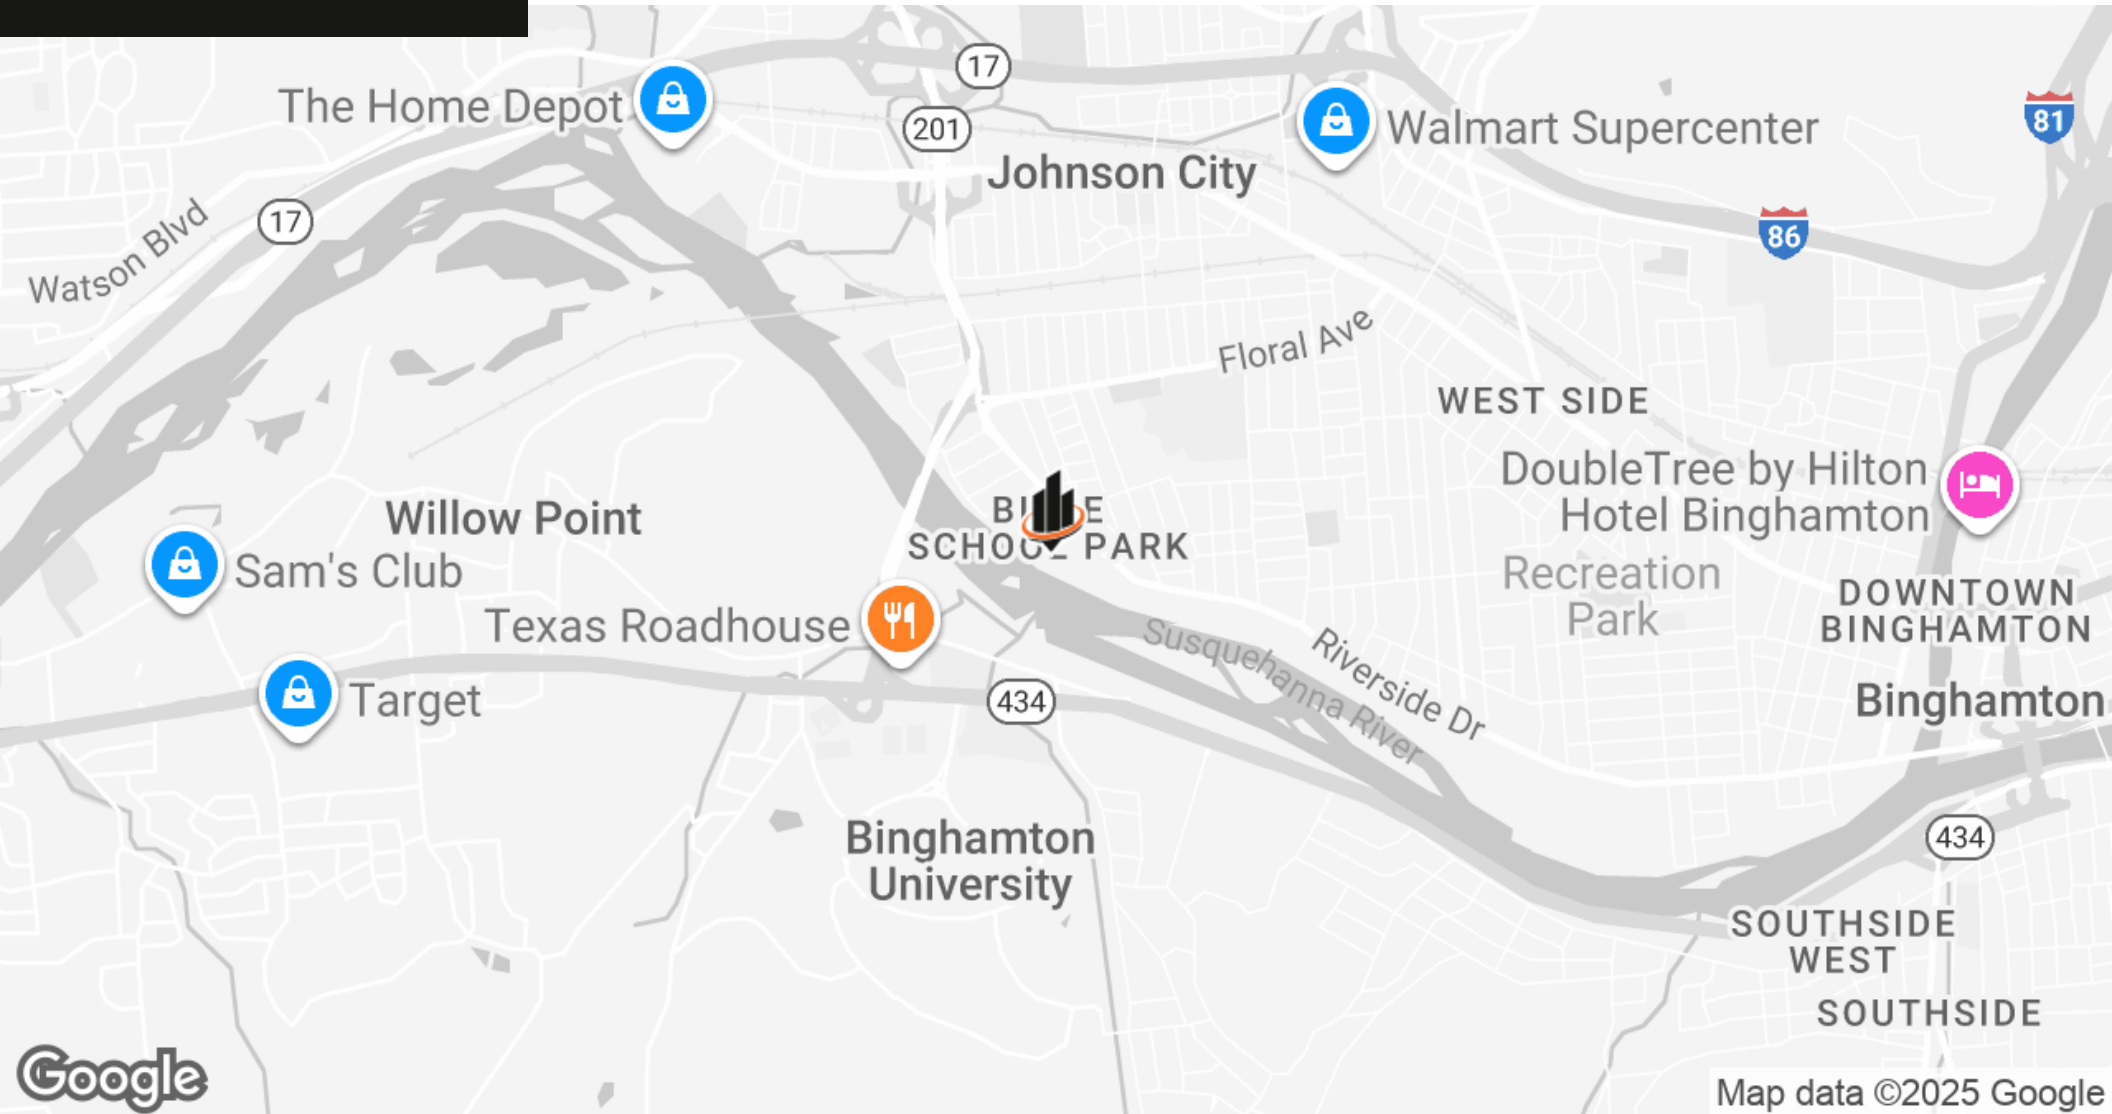 17
The Home Depot
201
Walmart Supercenter
81
Johnson City
17
86
Watson Blvd
Floral Ave
WEST SIDE
DoubleTree by Hilton
Hotel Binghamton
Willow Point
SCHOOL PARK
Sam's Club
Recreation
Park
DOWNTOWN
BINGHAMTON
Texas Roadhouse
Susquehanna River
Riverside Dr
Target
434
Binghamton
Binghamton
University
434
SOUTHSIDE
WEST
SOUTHSIDE
Google
Map data ©2025 Google